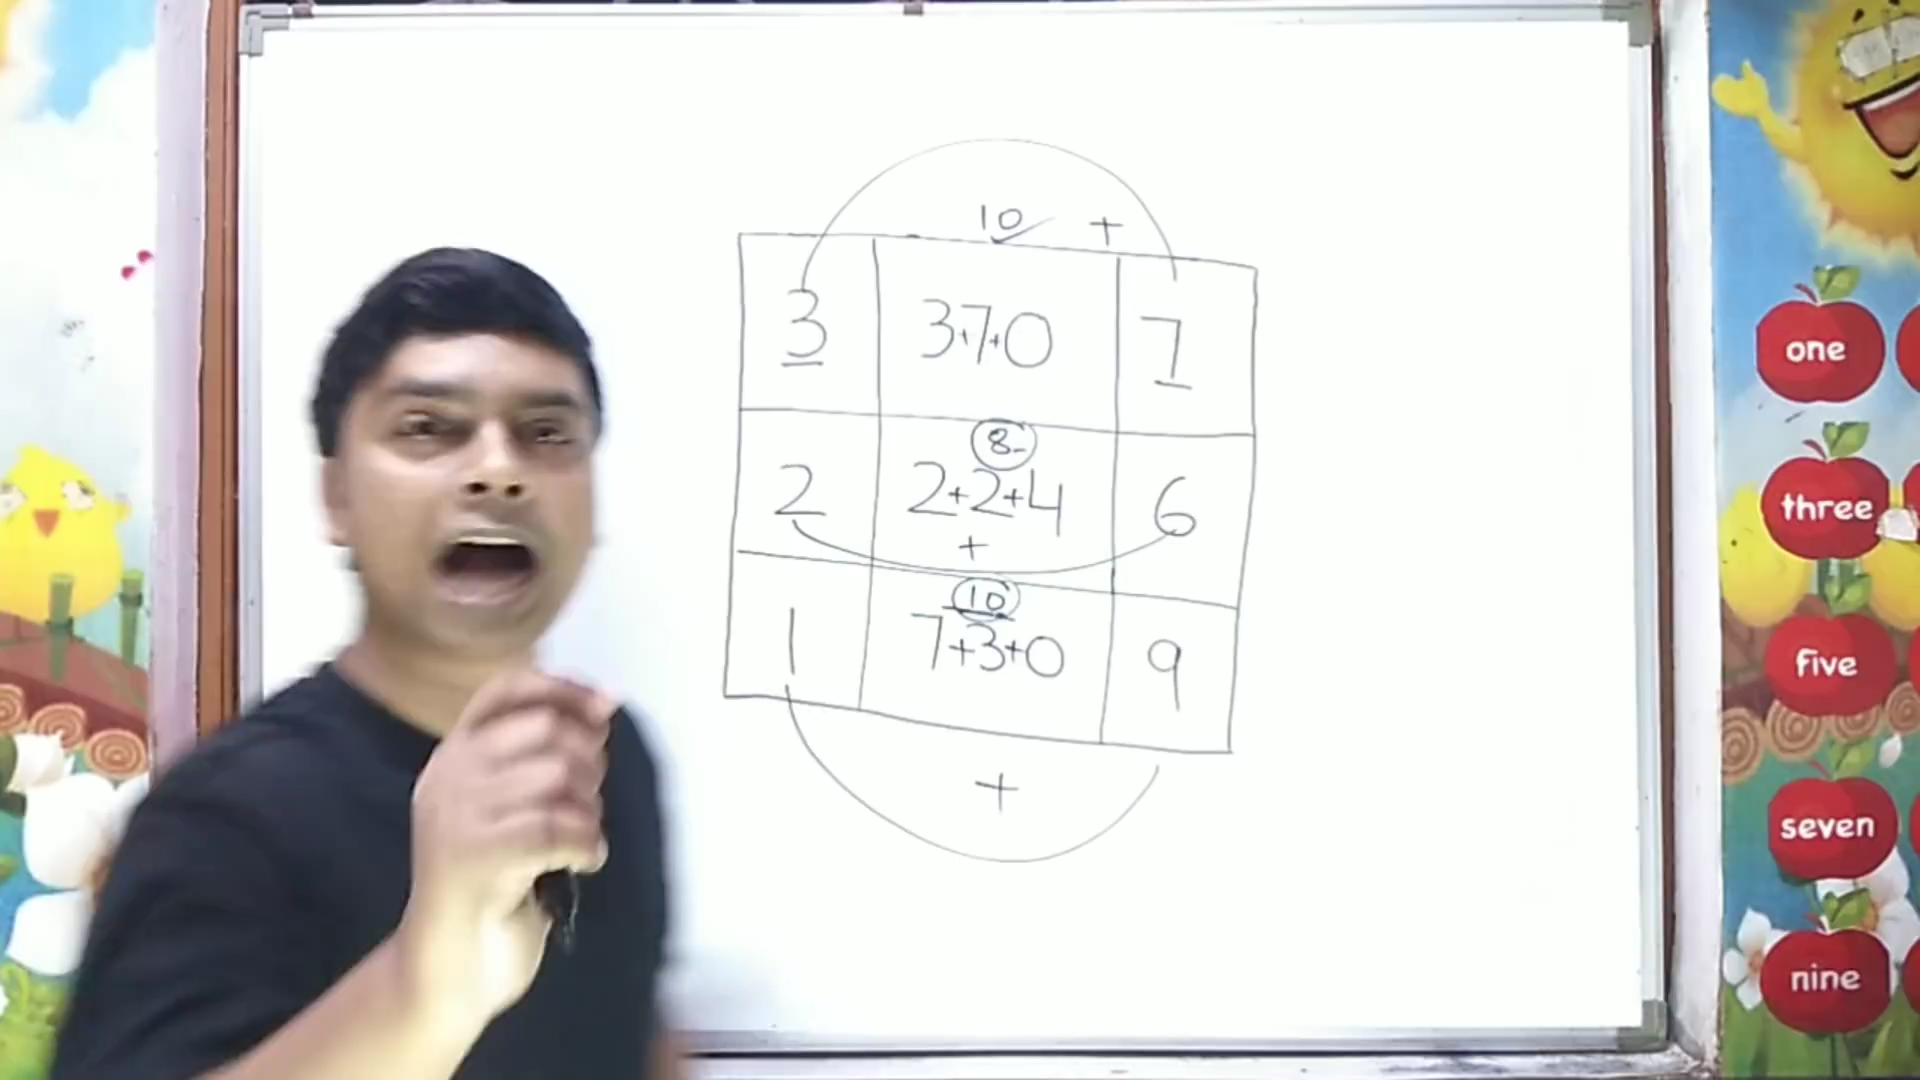 10 +
3 3+7+0 7
8
2 2+2+4 6
+
10
1 7+3+0 9
+
one
three
five
seven
nine